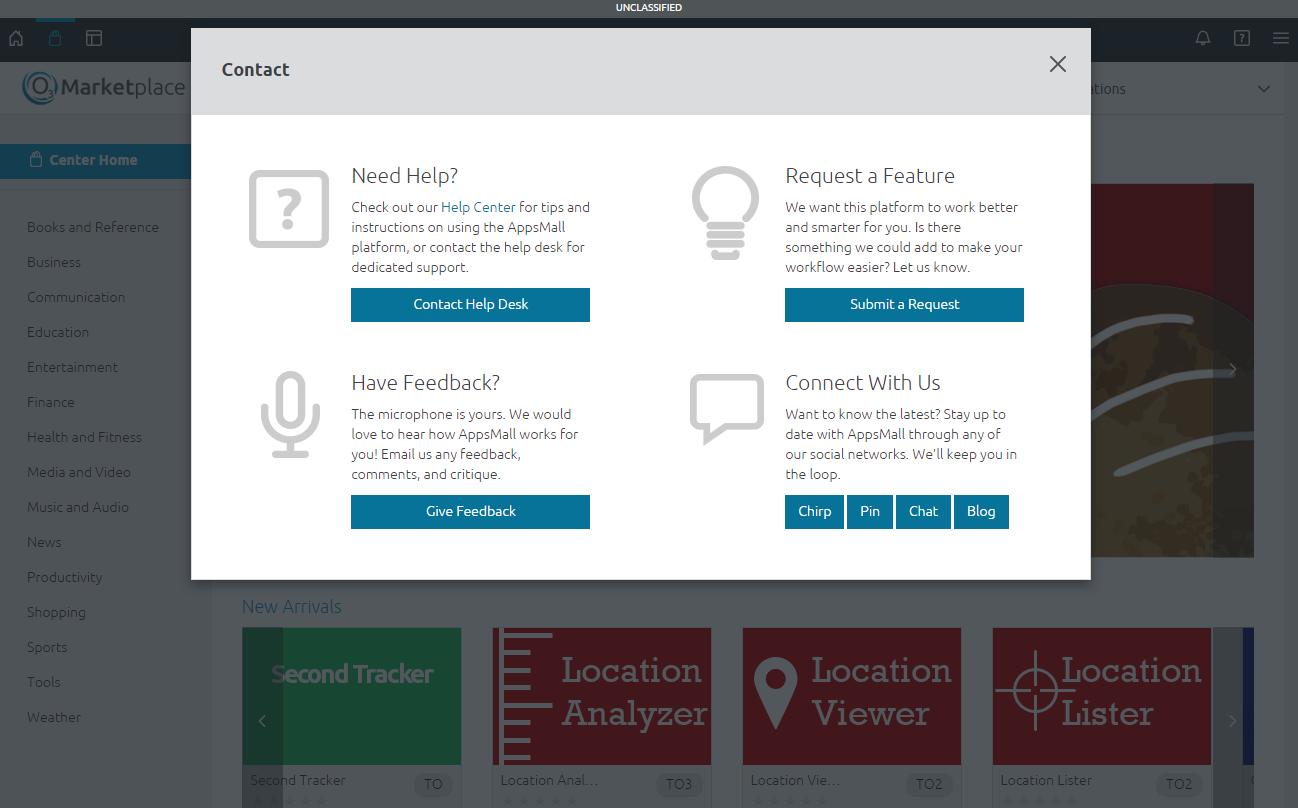 UNCLASSIFIED
O3 Marketplace
Contact
Center Home
Books and Reference
Business
Communication
Education
Entertainment
Finance
Health and Fitness
Media and Video
Music and Audio
News
Productivity
Shopping
Sports
Tools
Weather
Need Help?
Check out our Help Center for tips and
instructions on using the AppsMall
platform, or contact the help desk for
dedicated support.
Contact Help Desk
Request a Feature
We want this platform to work better
and smarter for you. Is there
something we could add to make your
workflow easier? Let us know.
Submit a Request
Have Feedback?
The microphone is yours. We would
love to hear how AppsMall works for
you! Email us any feedback,
comments, and critique.
Give Feedback
Connect With Us
Want to know the latest? Stay up to
date with AppsMall through any of
our social networks. We'll keep you in
the loop.
Chirp Pin Chat Blog
New Arrivals
Second Tracker
Location
Analyzer
Location
Viewer
Location
Lister
Second Tracker TO
Location Anal... TO3
Location Vie... TO2
Location Lister TO2